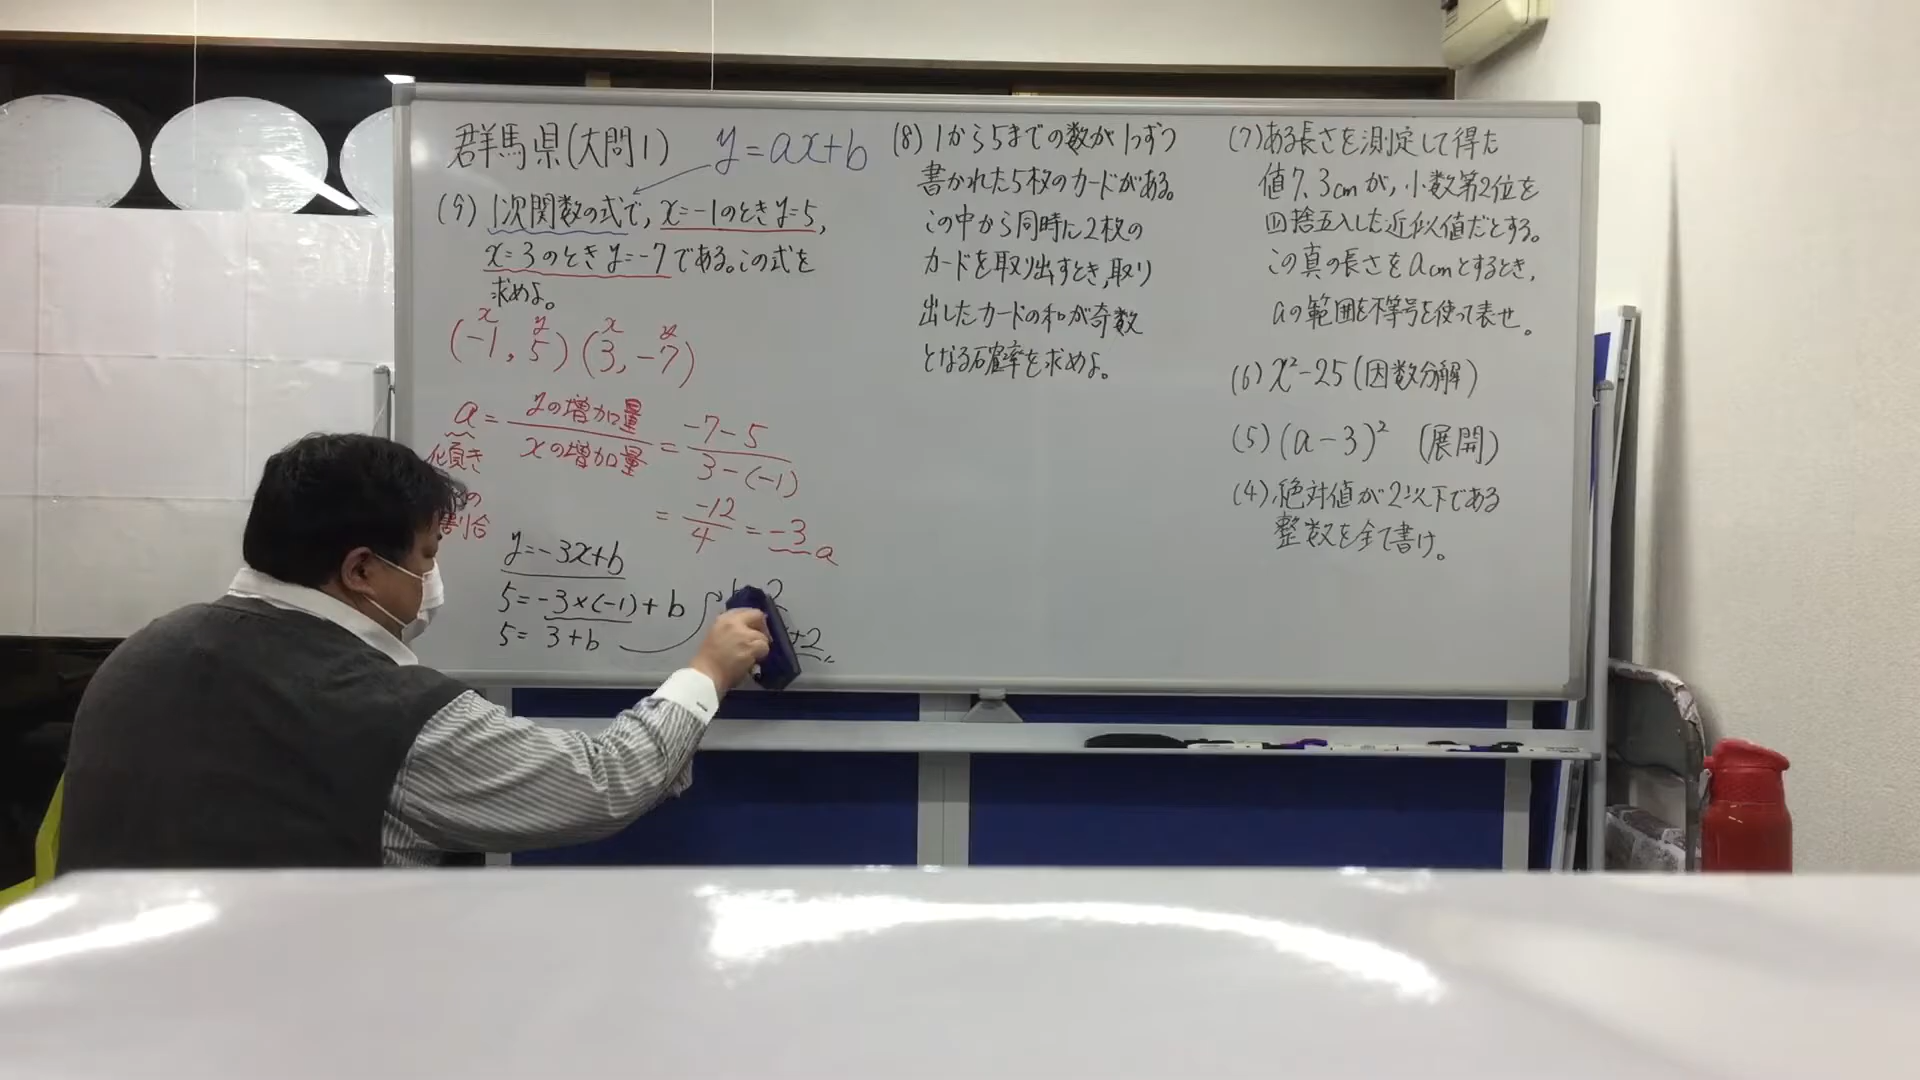 群馬県(大問1) y=ax+b
(9) 1次関数の式で, x=-1のときy=5,
x=3のときy=-7である。この式を
求めよ。
x y x y
(-1, 5) (3, -7)
a = yの増加量/xの増加量 = -7-5/3-(-1)
傾き
の
割合
= -12/4 = -3 a
y=-3x+b
5=-3×(-1)+b
5= 3+b
+2
(8) 1から5までの数が1つずつ
書かれた5枚のカードがある。
この中から同時に2枚の
カードを取り出すとき,取り
出したカードの和が奇数
となる確率を求めよ。
(7)ある長さを測定して得た
値7.3cmが,小数第2位を
四捨五入した近似値だとする。
この真の長さをacmとするとき,
aの範囲を不等号を使って表せ。
(6) x²-25(因数分解)
(5) (a-3)² (展開)
(4) 絶対値が2以下である
整数を全て書け。